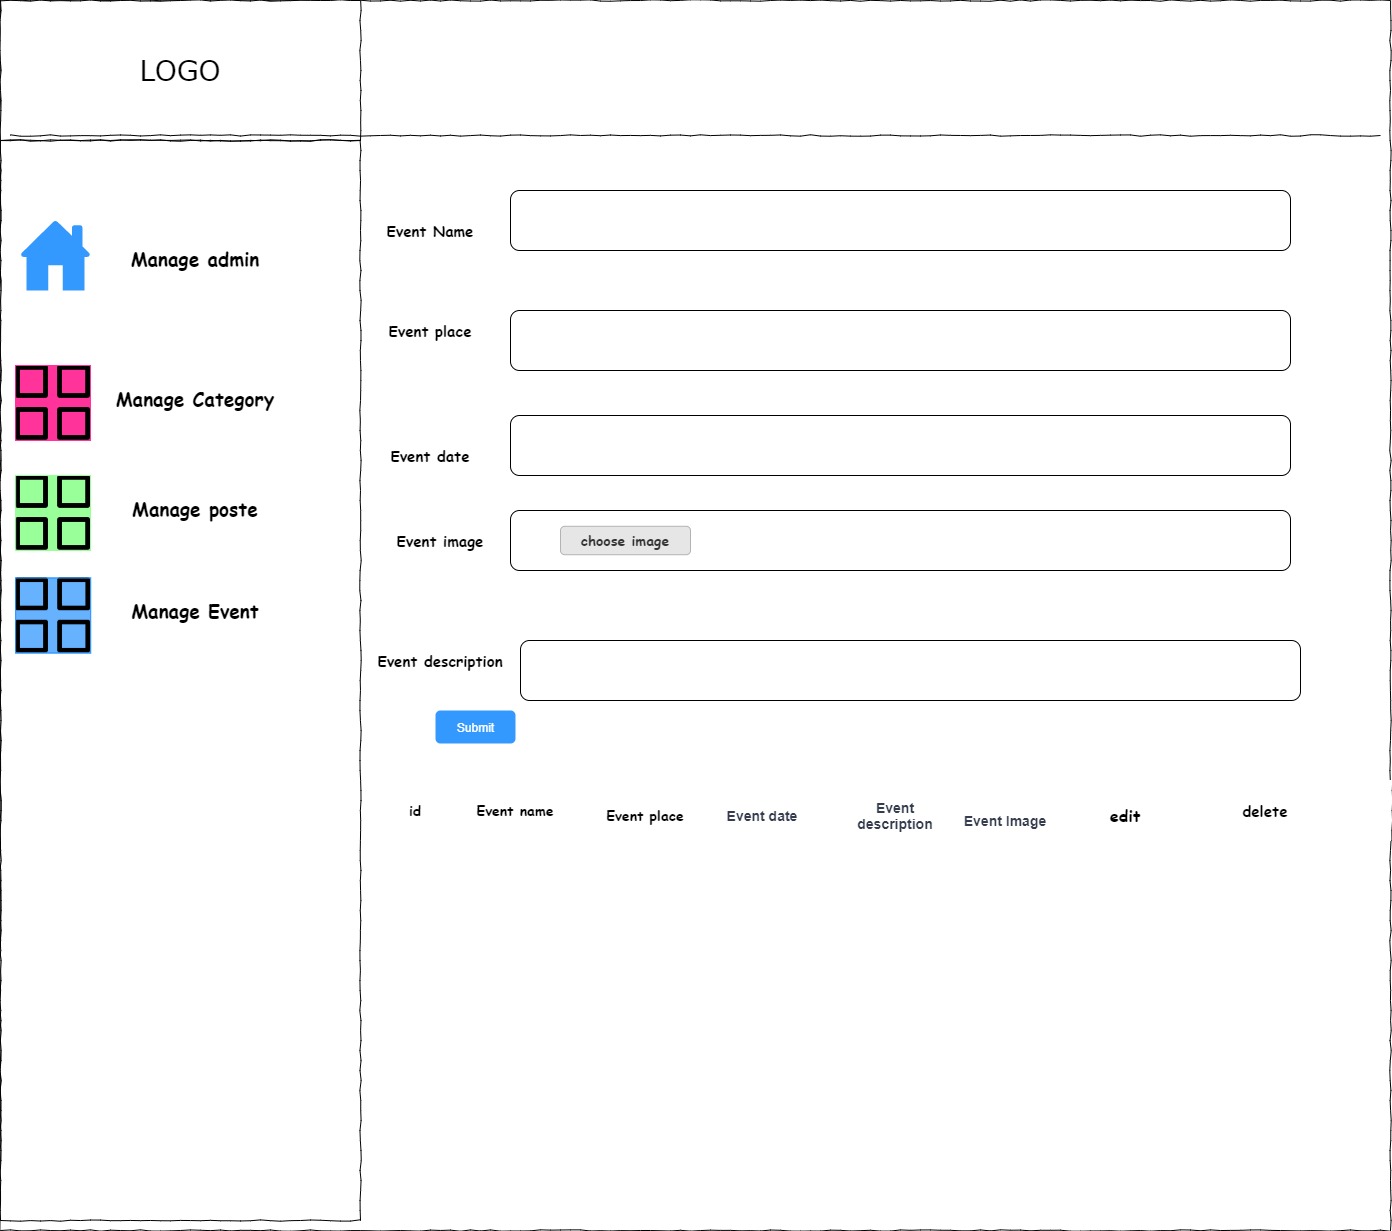 LOGO
Manage admin
Manage Category
Manage poste
Manage Event
Event Name
Event place
Event date
Event image
choose image
Event description
Submit
id
Event name
Event place
Event date
Event
description
Event Image
edit
delete